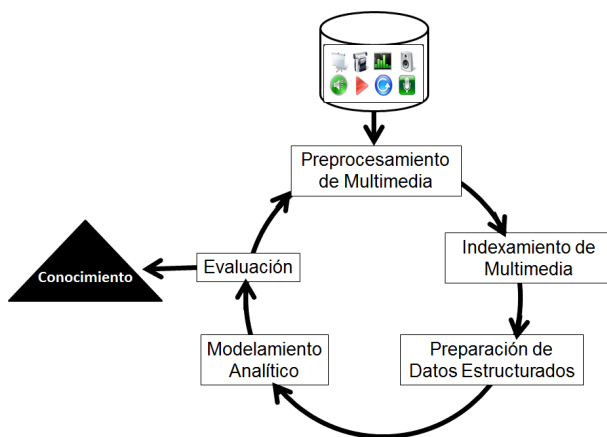 Preprocesamiento
de Multimedia
Indexamiento de
Multimedia
Preparación de
Datos Estructurados
Modelamiento
Analítico
Evaluación
Conocimiento